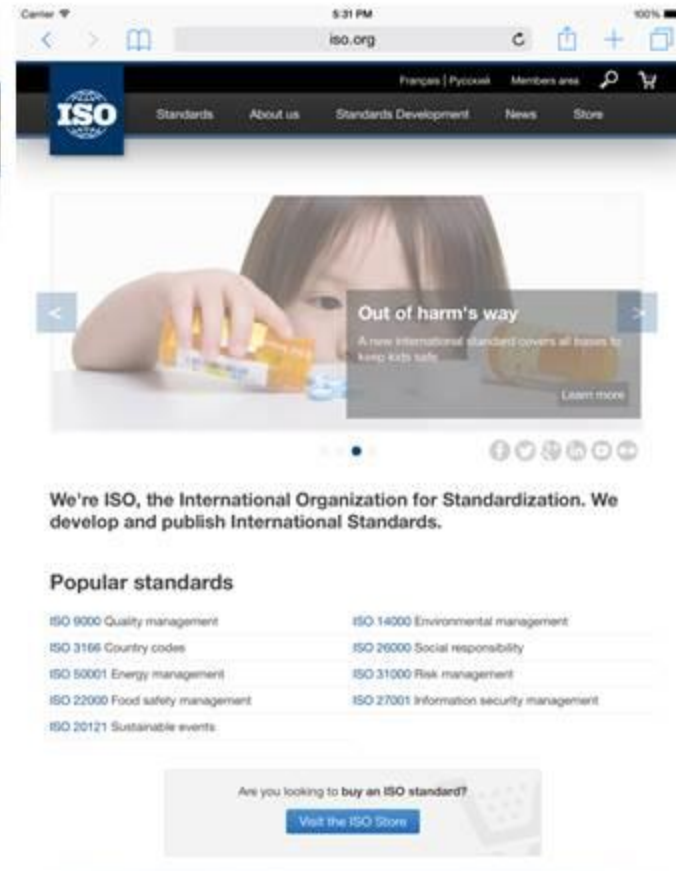 Carrier 5:31 PM 100%
iso.org
Français | Русский Members area
ISO Standards About us Standards Development News Store
< >
Out of harm's way
A new International standard covers all bases to
keep kids safe
Learn more
We're ISO, the International Organization for Standardization. We
develop and publish International Standards.
Popular standards
ISO 9000 Quality management ISO 14000 Environmental management
ISO 3166 Country codes ISO 26000 Social responsibility
ISO 50001 Energy management ISO 31000 Risk management
ISO 22000 Food safety management ISO 27001 Information security management
ISO 20121 Sustainable events
Are you looking to buy an ISO standard?
Visit the ISO Store